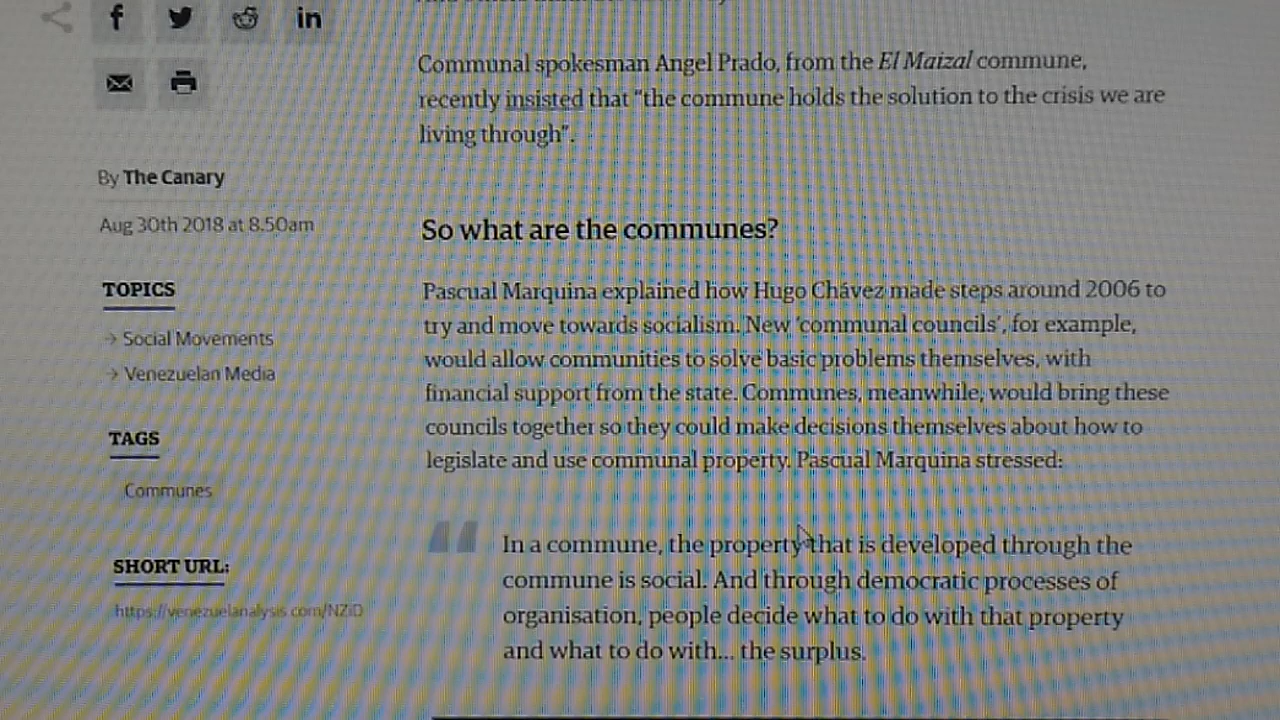 Communal spokesman Angel Prado, from the El Maizal commune,
recently insisted that "the commune holds the solution to the crisis we are
living through".
By The Canary
Aug 30th 2018 at 8.50am
TOPICS
→ Social Movements
→ Venezuelan Media
TAGS
Communes
SHORT URL:
https://venezuelanalysis.com/NZiD
So what are the communes?
Pascual Marquina explained how Hugo Chávez made steps around 2006 to
try and move towards socialism. New 'communal councils', for example,
would allow communities to solve basic problems themselves, with
financial support from the state. Communes, meanwhile, would bring these
councils together so they could make decisions themselves about how to
legislate and use communal property. Pascual Marquina stressed:
In a commune, the property that is developed through the
commune is social. And through democratic processes of
organisation, people decide what to do with that property
and what to do with... the surplus.